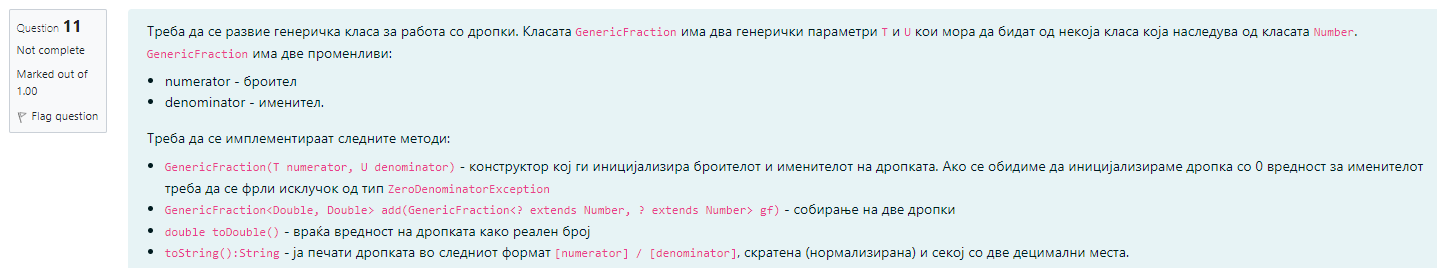 Question 11
Not complete
Marked out of
1.00
Flag question
Треба да се развие генеричка класа за работа со дропки. Класата GenericFraction има два генерички параметри T и U кои мора да бидат од некоја класа која наследува од класата Number.
GenericFraction има две променливи:
numerator - броител
denominator - именител.
Треба да се имплементираат следните методи:
GenericFraction(T numerator, U denominator) - конструктор кој ги иницијализира броителот и именителот на дропката. Ако се обидиме да иницијализираме дропка со 0 вредност за именителот
треба да се фрли исклучок од тип ZeroDenominatorException
GenericFraction<Double, Double> add(GenericFraction<? extends Number, ? extends Number> gf) - собирање на две дропки
double toDouble() - враќа вредност на дропката како реален број
toString():String - ја печати дропката во следниот формат [numerator] / [denominator], скратена (нормализирана) и секој со две децимални места.